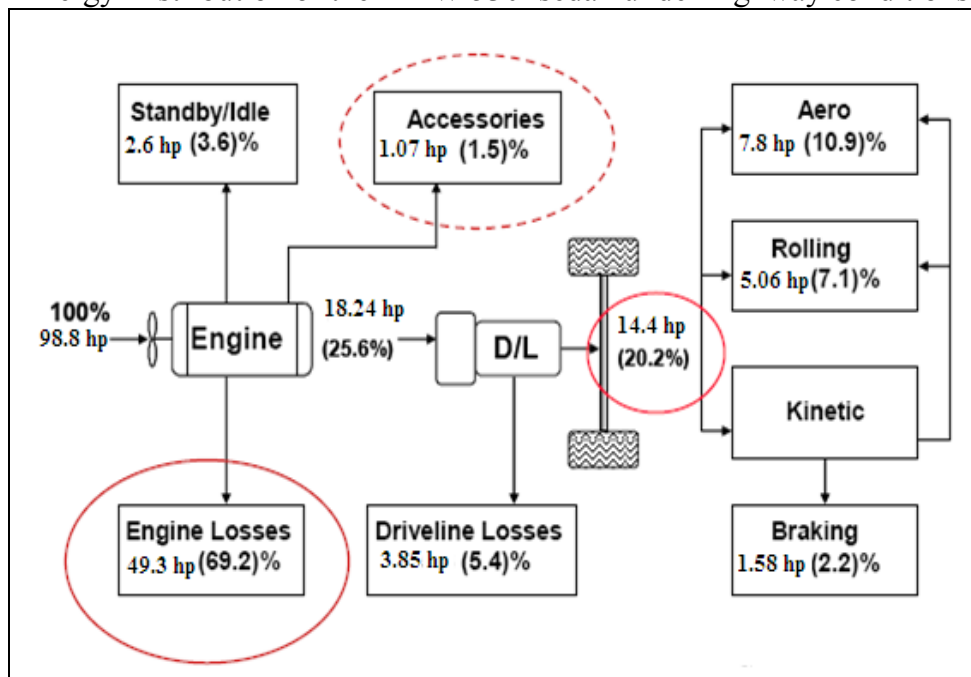 Standby/Idle
2.6 hp (3.6)%
Accessories
1.07 hp (1.5)%
Aero
7.8 hp (10.9)%
Rolling
5.06 hp(7.1)%
100%
98.8 hp
Engine
18.24 hp
(25.6%)
D/L
14.4 hp
(20.2%)
Kinetic
Engine Losses
49.3 hp(69.2)%
Driveline Losses
3.85 hp (5.4)%
Braking
1.58 hp (2.2)%